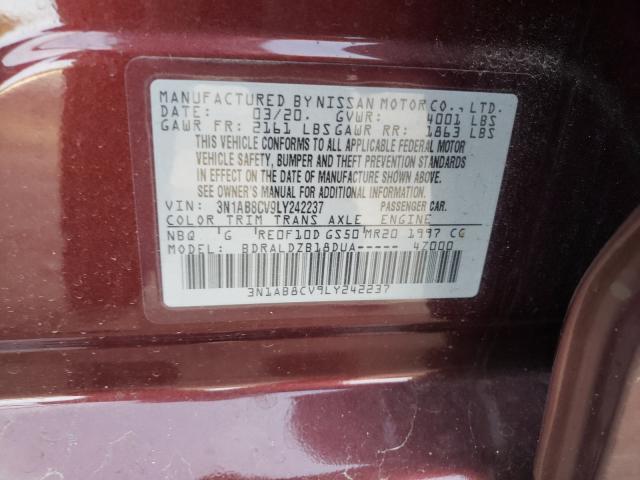 MANUFACTURED BY NISSAN MOTOR CO., LTD.
DATE: 03/20. GVWR: 4001 LBS
GAWR FR: 2161 LBS GAWR RR: 1863 LBS
THIS VEHICLE CONFORMS TO ALL APPLICABLE FEDERAL MOTOR
VEHICLE SAFETY, BUMPER AND THEFT PREVENTION STANDARDS
IN EFFECT ON THE DATE OF MANUFACTURE SHOWN ABOVE.
SEE OWNER'S MANUAL FOR ADDITIONAL INFORMATION.
VIN: 3N1AB8CV9LY242237 PASSENGER CAR.
COLOR TRIM TRANS AXLE ENGINE
NBQ G RE0F10D GS50 MR20 1997 CC
MODEL: BDRALDZB18DUA----- 4Z000
3N1AB8CV9LY242237